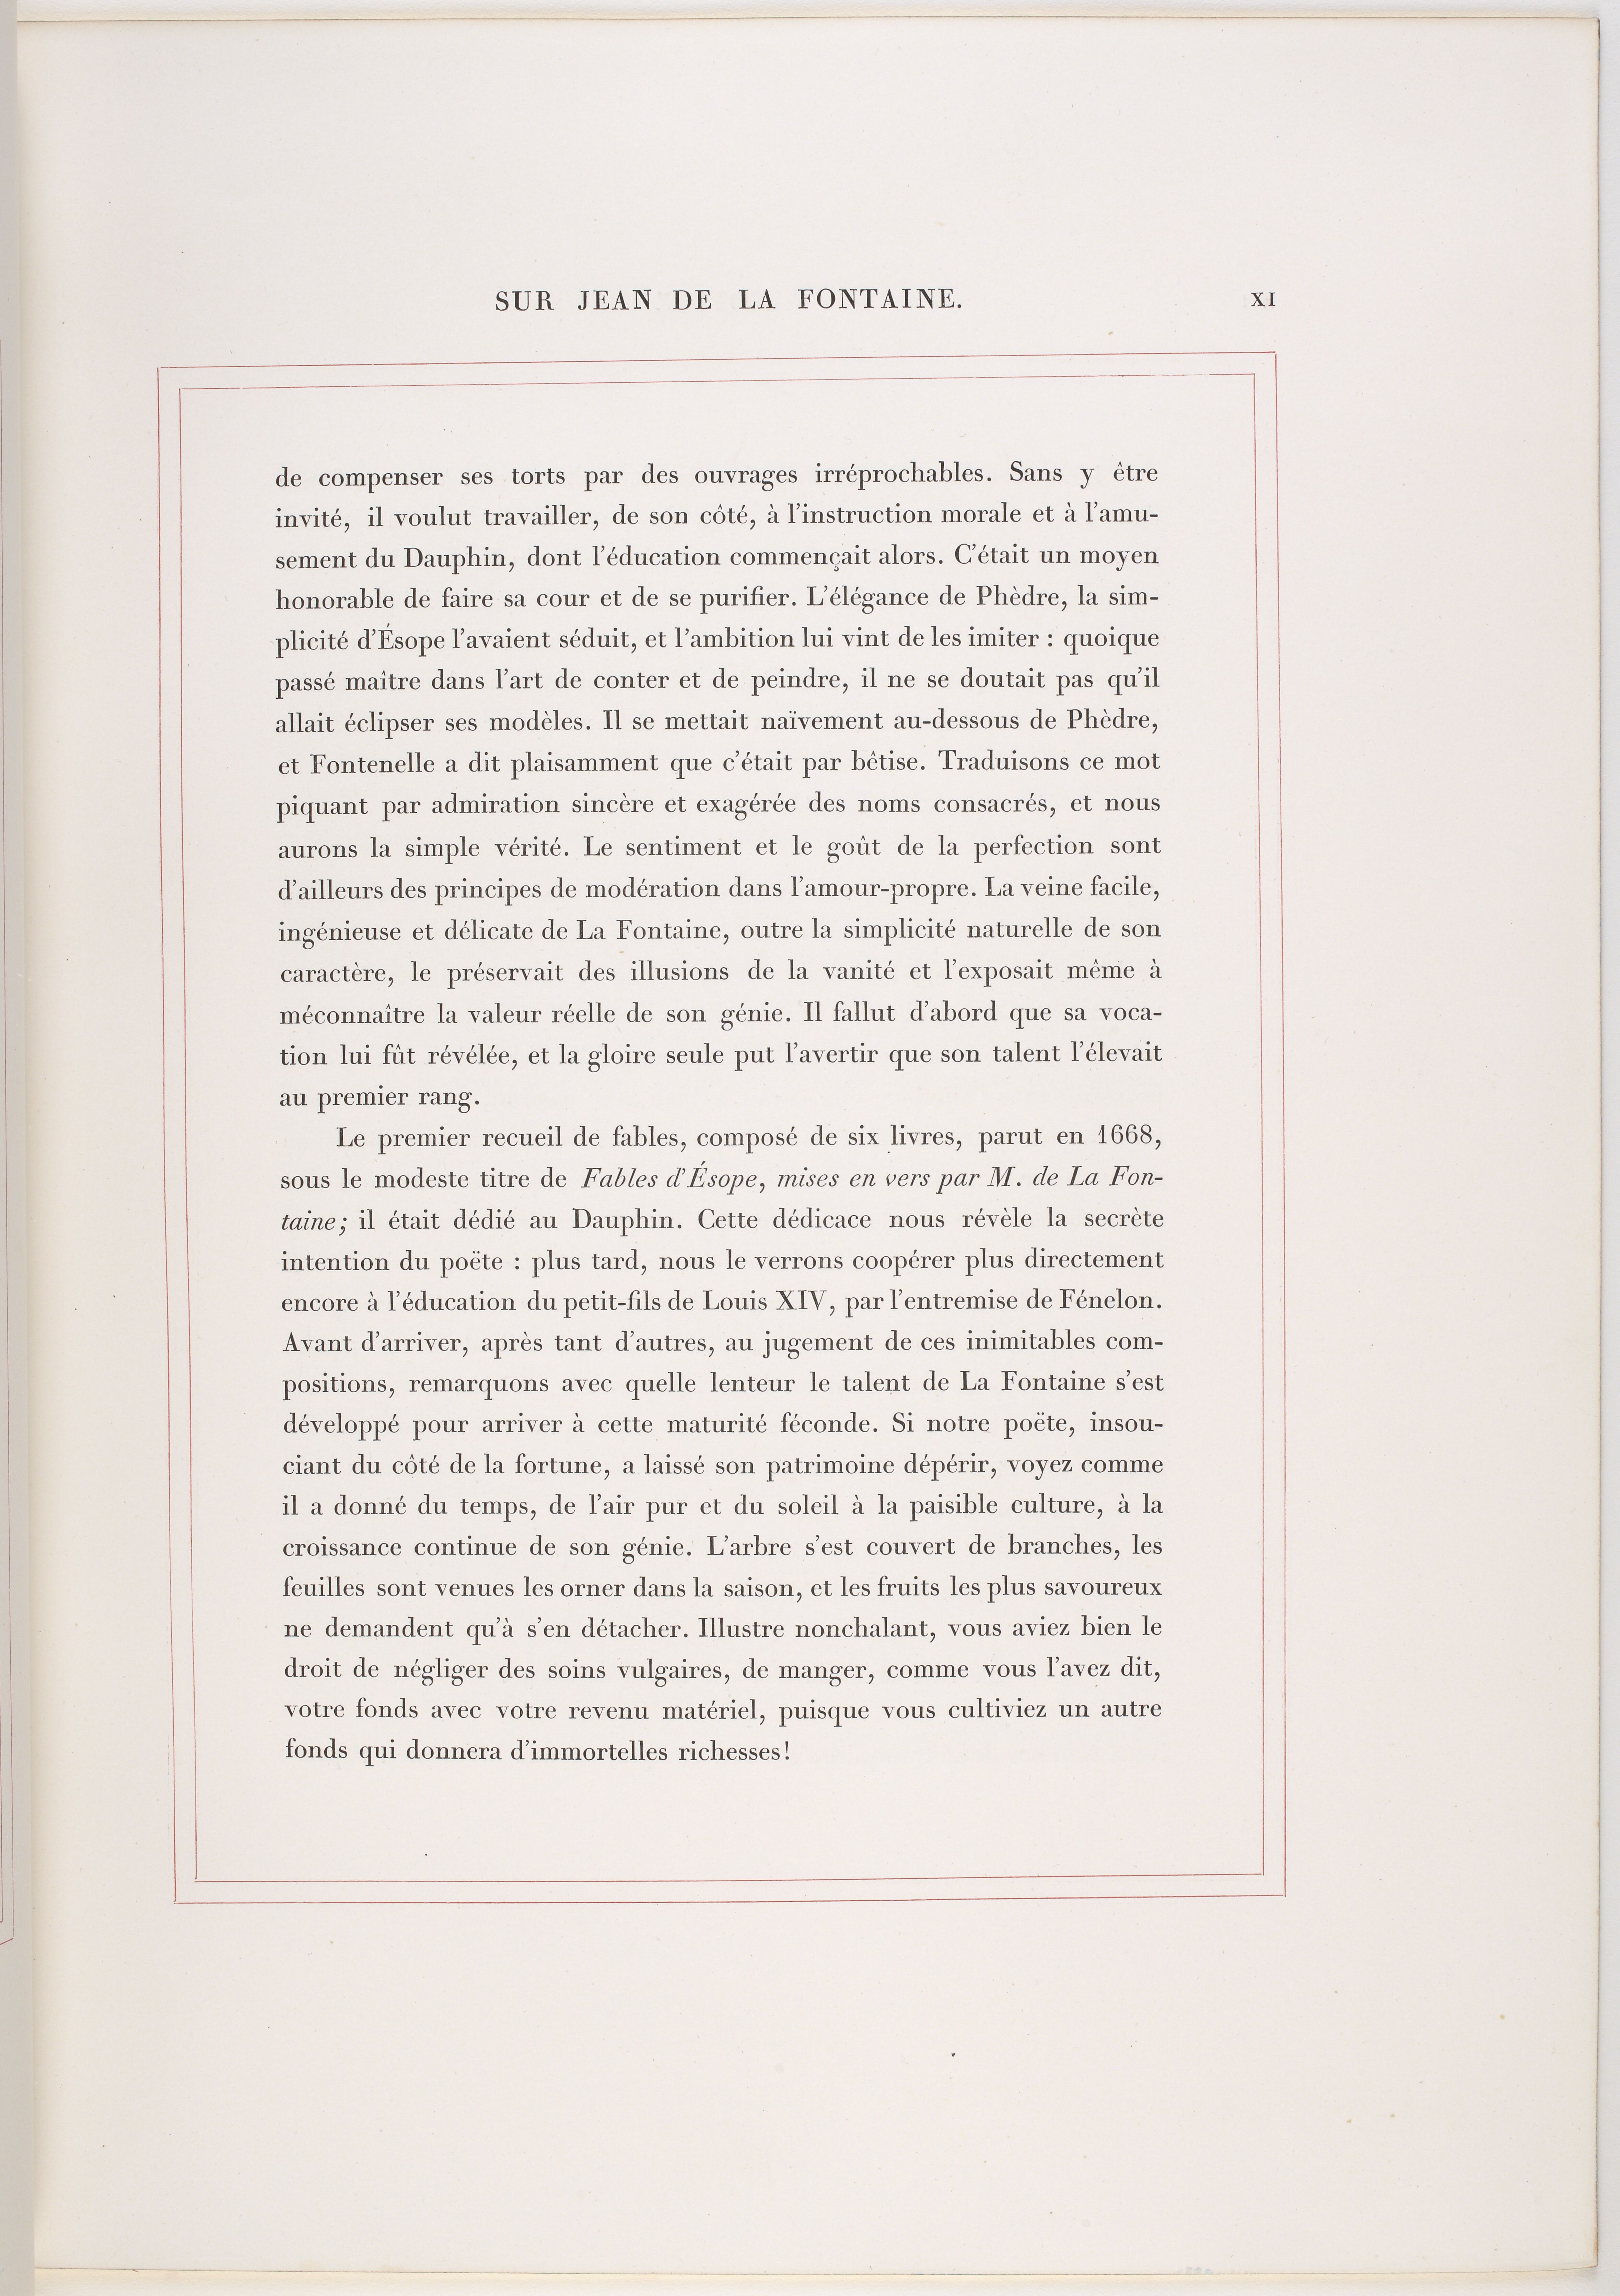 SUR JEAN DE LA FONTAINE. XI
de compenser ses torts par des ouvrages irréprochables. Sans y être
invité, il voulut travailler, de son côté, à l'instruction morale et à l'amu-
sement du Dauphin, dont l'éducation commençait alors. C'était un moyen
honorable de faire sa cour et de se purifier. L'élégance de Phèdre, la sim-
plicité d'Ésope l'avaient séduit, et l'ambition lui vint de les imiter : quoique
passé maître dans l'art de conter et de peindre, il ne se doutait pas qu'il
allait éclipser ses modèles. Il se mettait naïvement au-dessous de Phèdre,
et Fontenelle a dit plaisamment que c'était par bêtise. Traduisons ce mot
piquant par admiration sincère et exagérée des noms consacrés, et nous
aurons la simple vérité. Le sentiment et le goût de la perfection sont
d'ailleurs des principes de modération dans l'amour-propre. La veine facile,
ingénieuse et délicate de La Fontaine, outre la simplicité naturelle de son
caractère, le préservait des illusions de la vanité et l'exposait même à
méconnaître la valeur réelle de son génie. Il fallut d'abord que sa voca-
tion lui fût révélée, et la gloire seule put l'avertir que son talent l'élevait
au premier rang.
Le premier recueil de fables, composé de six livres, parut en 1668,
sous le modeste titre de Fables d'Ésope, mises en vers par M. de La Fon-
taine; il était dédié au Dauphin. Cette dédicace nous révèle la secrète
intention du poëte : plus tard, nous le verrons coopérer plus directement
encore à l'éducation du petit-fils de Louis XIV, par l'entremise de Fénelon.
Avant d'arriver, après tant d'autres, au jugement de ces inimitables com-
positions, remarquons avec quelle lenteur le talent de La Fontaine s'est
développé pour arriver à cette maturité féconde. Si notre poëte, insou-
ciant du côté de la fortune, a laissé son patrimoine dépérir, voyez comme
il a donné du temps, de l'air pur et du soleil à la paisible culture, à la
croissance continue de son génie. L'arbre s'est couvert de branches, les
feuilles sont venues les orner dans la saison, et les fruits les plus savoureux
ne demandent qu'à s'en détacher. Illustre nonchalant, vous aviez bien le
droit de négliger des soins vulgaires, de manger, comme vous l'avez dit,
votre fonds avec votre revenu matériel, puisque vous cultiviez un autre
fonds qui donnera d'immortelles richesses!